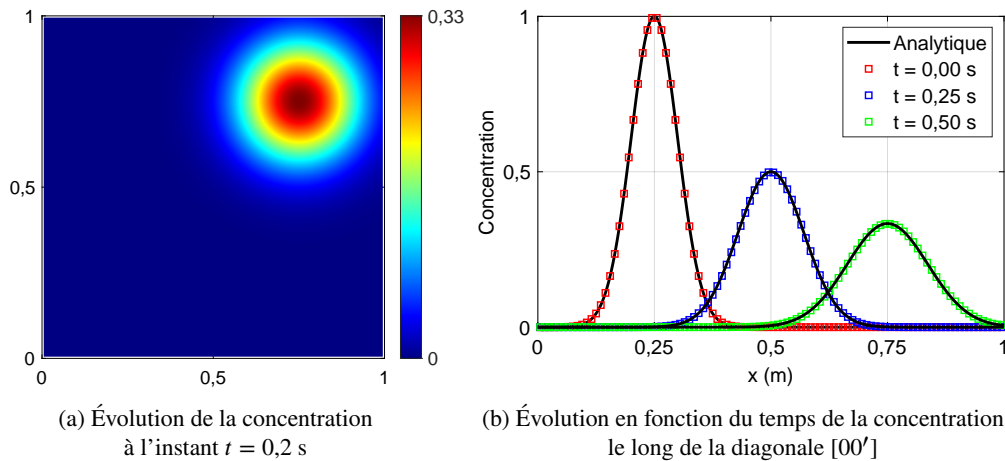 1
0,5
0
0
0,5
1
0,33
0
(a) Évolution de la concentration
à l'instant t = 0,2 s
Concentration
1
0,5
0
0
0,25
0,5
0,75
1
x (m)
Analytique
t = 0,00 s
t = 0,25 s
t = 0,50 s
(b) Évolution en fonction du temps de la concentration
le long de la diagonale [00′]